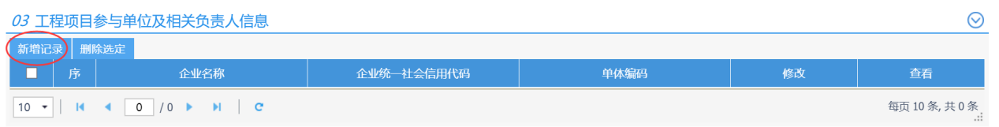 03 工程项目参与单位及相关负责人信息
新增记录 删除选定
序 企业名称 企业统一社会信用代码 单体编码 修改 查看
10 0 / 0 每页 10 条, 共 0 条